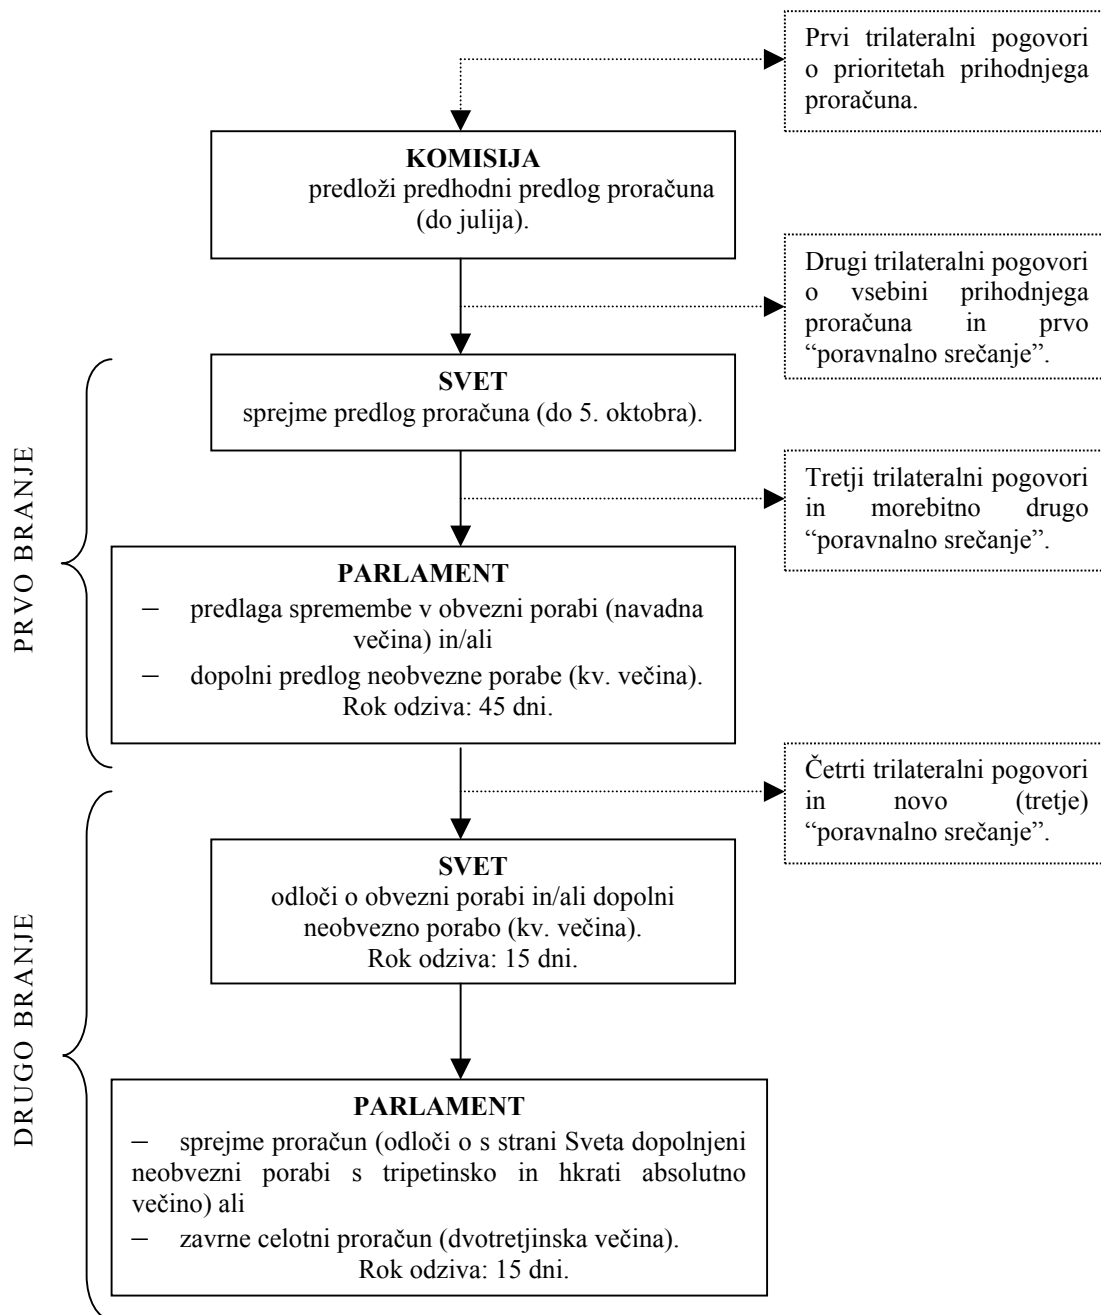 Prvi trilateralni pogovori
o prioritetah prihodnjega
proračuna.
KOMISIJA
predloži predhodni predlog proračuna
(do julija).
Drugi trilateralni pogovori
o vsebini prihodnjega
proračuna in prvo
“poravnalno srečanje”.
PRVO BRANJE
SVET
sprejme predlog proračuna (do 5. oktobra).
Tretji trilateralni pogovori
in morebitno drugo
“poravnalno srečanje”.
PARLAMENT
– predlaga spremembe v obvezni porabi (navadna
večina) in/ali
– dopolni predlog neobvezne porabe (kv. večina).
Rok odziva: 45 dni.
Četrti trilateralni pogovori
in novo (tretje)
“poravnalno srečanje”.
DRUGO BRANJE
SVET
odloči o obvezni porabi in/ali dopolni
neobvezno porabo (kv. večina).
Rok odziva: 15 dni.
PARLAMENT
– sprejme proračun (odloči o s strani Sveta dopolnjeni
neobvezni porabi s tripetinsko in hkrati absolutno
večino) ali
– zavrne celotni proračun (dvotretjinska večina).
Rok odziva: 15 dni.